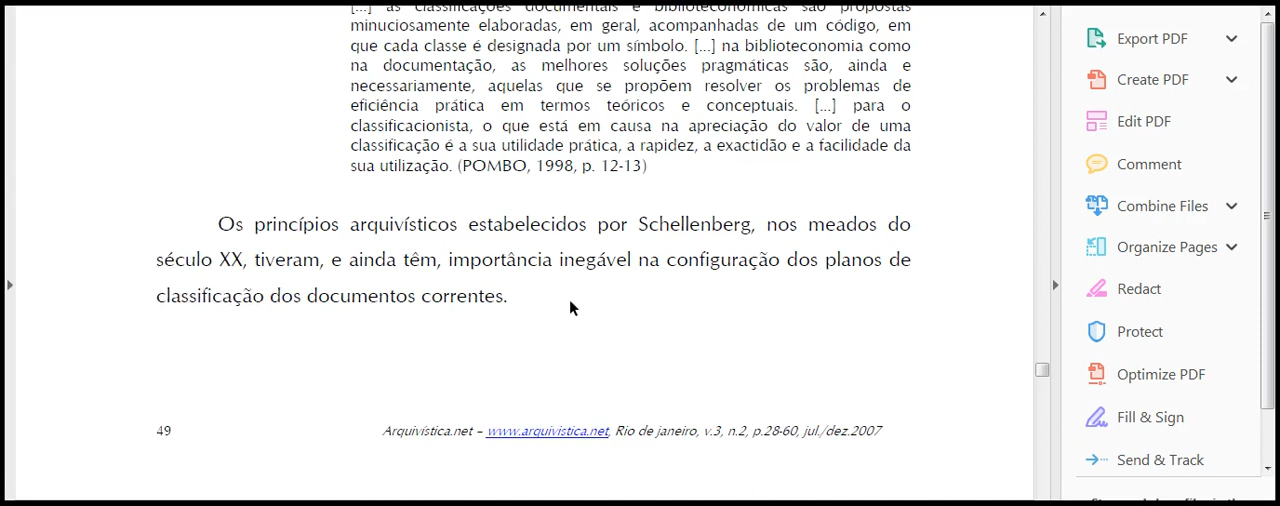 [...] as classificações documentais e biblioteconômicas são propostas
minuciosamente elaboradas, em geral, acompanhadas de um código, em
que cada classe é designada por um símbolo. [...] na biblioteconomia como
na documentação, as melhores soluções pragmáticas são, ainda e
necessariamente, aquelas que se propõem resolver os problemas de
eficiência prática em termos teóricos e conceptuais. [...] para o
classificacionista, o que está em causa na apreciação do valor de uma
classificação é a sua utilidade prática, a rapidez, a exactidão e a facilidade da
sua utilização. (POMBO, 1998, p. 12-13)
Os princípios arquivísticos estabelecidos por Schellenberg, nos meados do
século XX, tiveram, e ainda têm, importância inegável na configuração dos planos de
classificação dos documentos correntes.
49
Arquivística.net – www.arquivistica.net, Rio de janeiro, v.3, n.2, p.28-60, jul./dez.2007
Export PDF
Create PDF
Edit PDF
Comment
Combine Files
Organize Pages
Redact
Protect
Optimize PDF
Fill & Sign
Send & Track